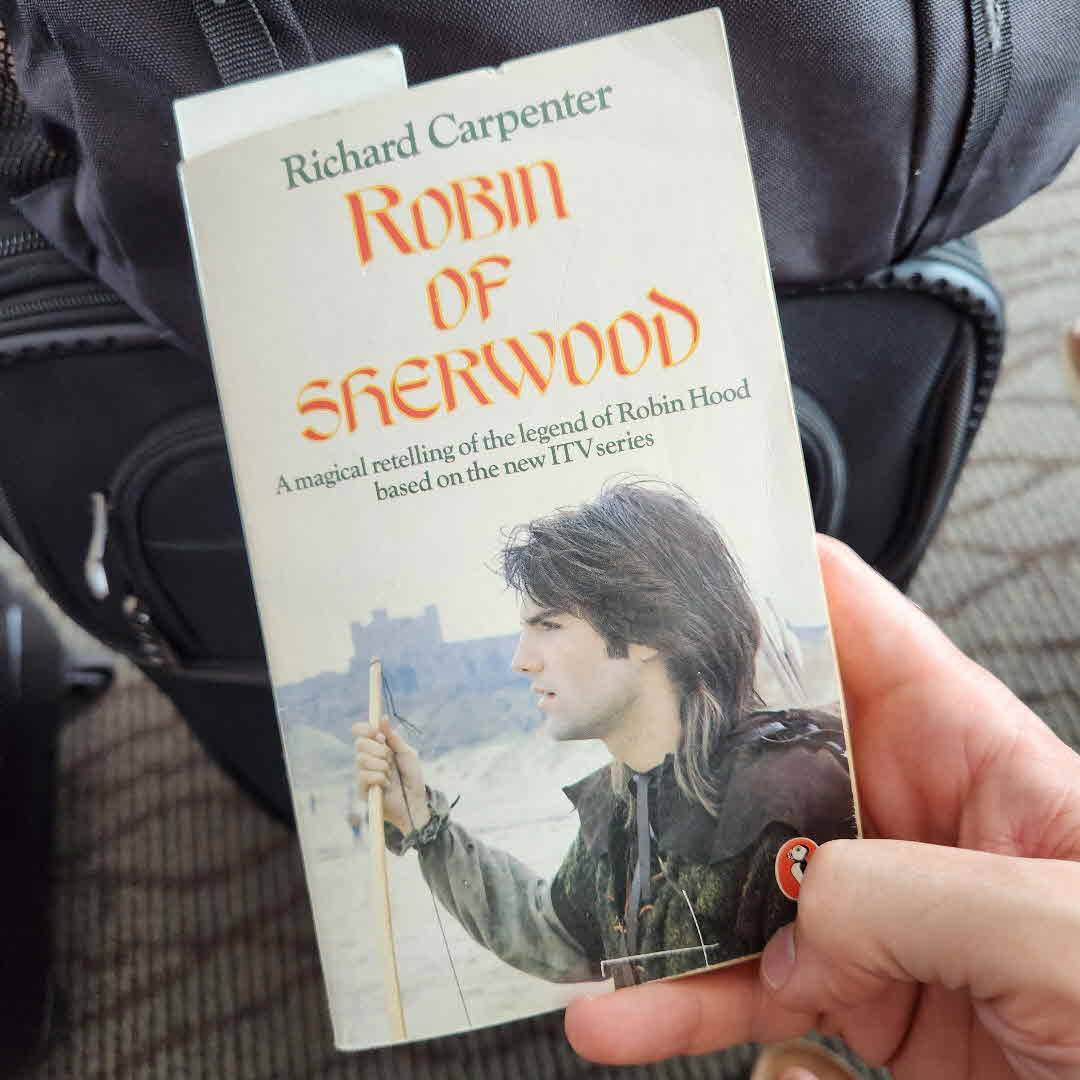 Richard Carpenter
ROBIN
OF
SHERWOOD
A magical retelling of the legend of Robin Hood
based on the new ITV series